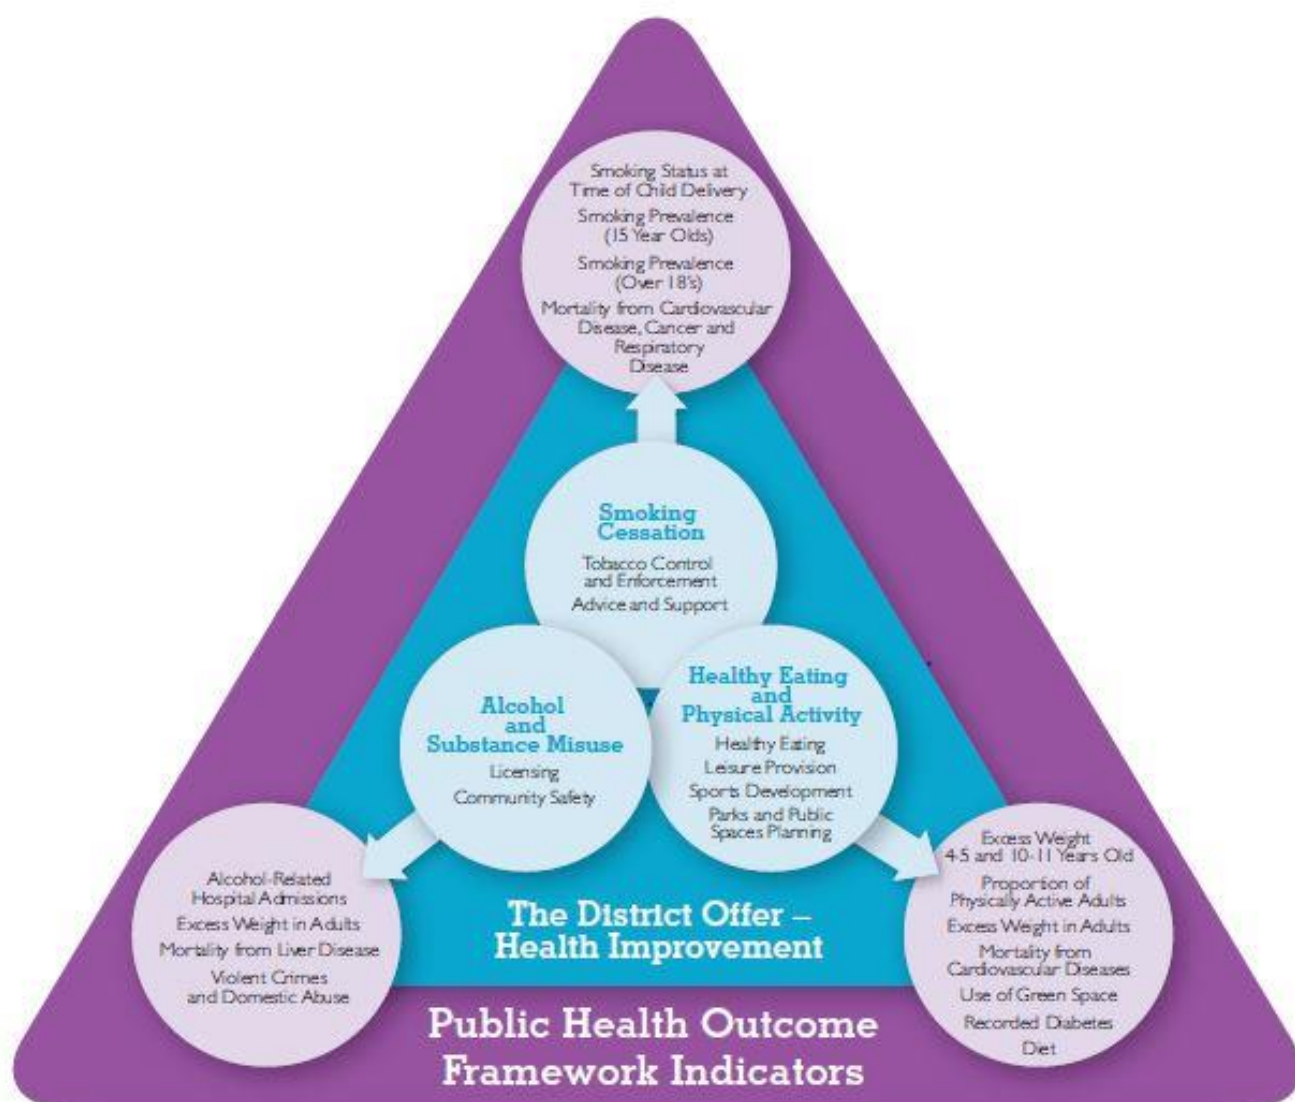 Smoking Status at
Time of Child Delivery
Smoking Prevalence
(15 Year Olds)
Smoking Prevalence
(Over 18's)
Mortality from Cardiovascular
Disease, Cancer and
Respiratory
Disease
Smoking
Cessation
Tobacco Control
and Enforcement
Advice and Support
Alcohol
and
Substance Misuse
Licensing
Community Safety
Healthy Eating
and
Physical Activity
Healthy Eating
Leisure Provision
Sports Development
Parks and Public
Spaces Planning
Alcohol-Related
Hospital Admissions
Excess Weight in Adults
Mortality from Liver Disease
Violent Crimes
and Domestic Abuse
Excess Weight
4-5 and 10-11 Years Old
Proportion of
Physically Active Adults
Excess Weight in Adults
Mortality from
Cardiovascular Diseases
Use of Green Space
Recorded Diabetes
Diet
The District Offer –
Health Improvement
Public Health Outcome
Framework Indicators